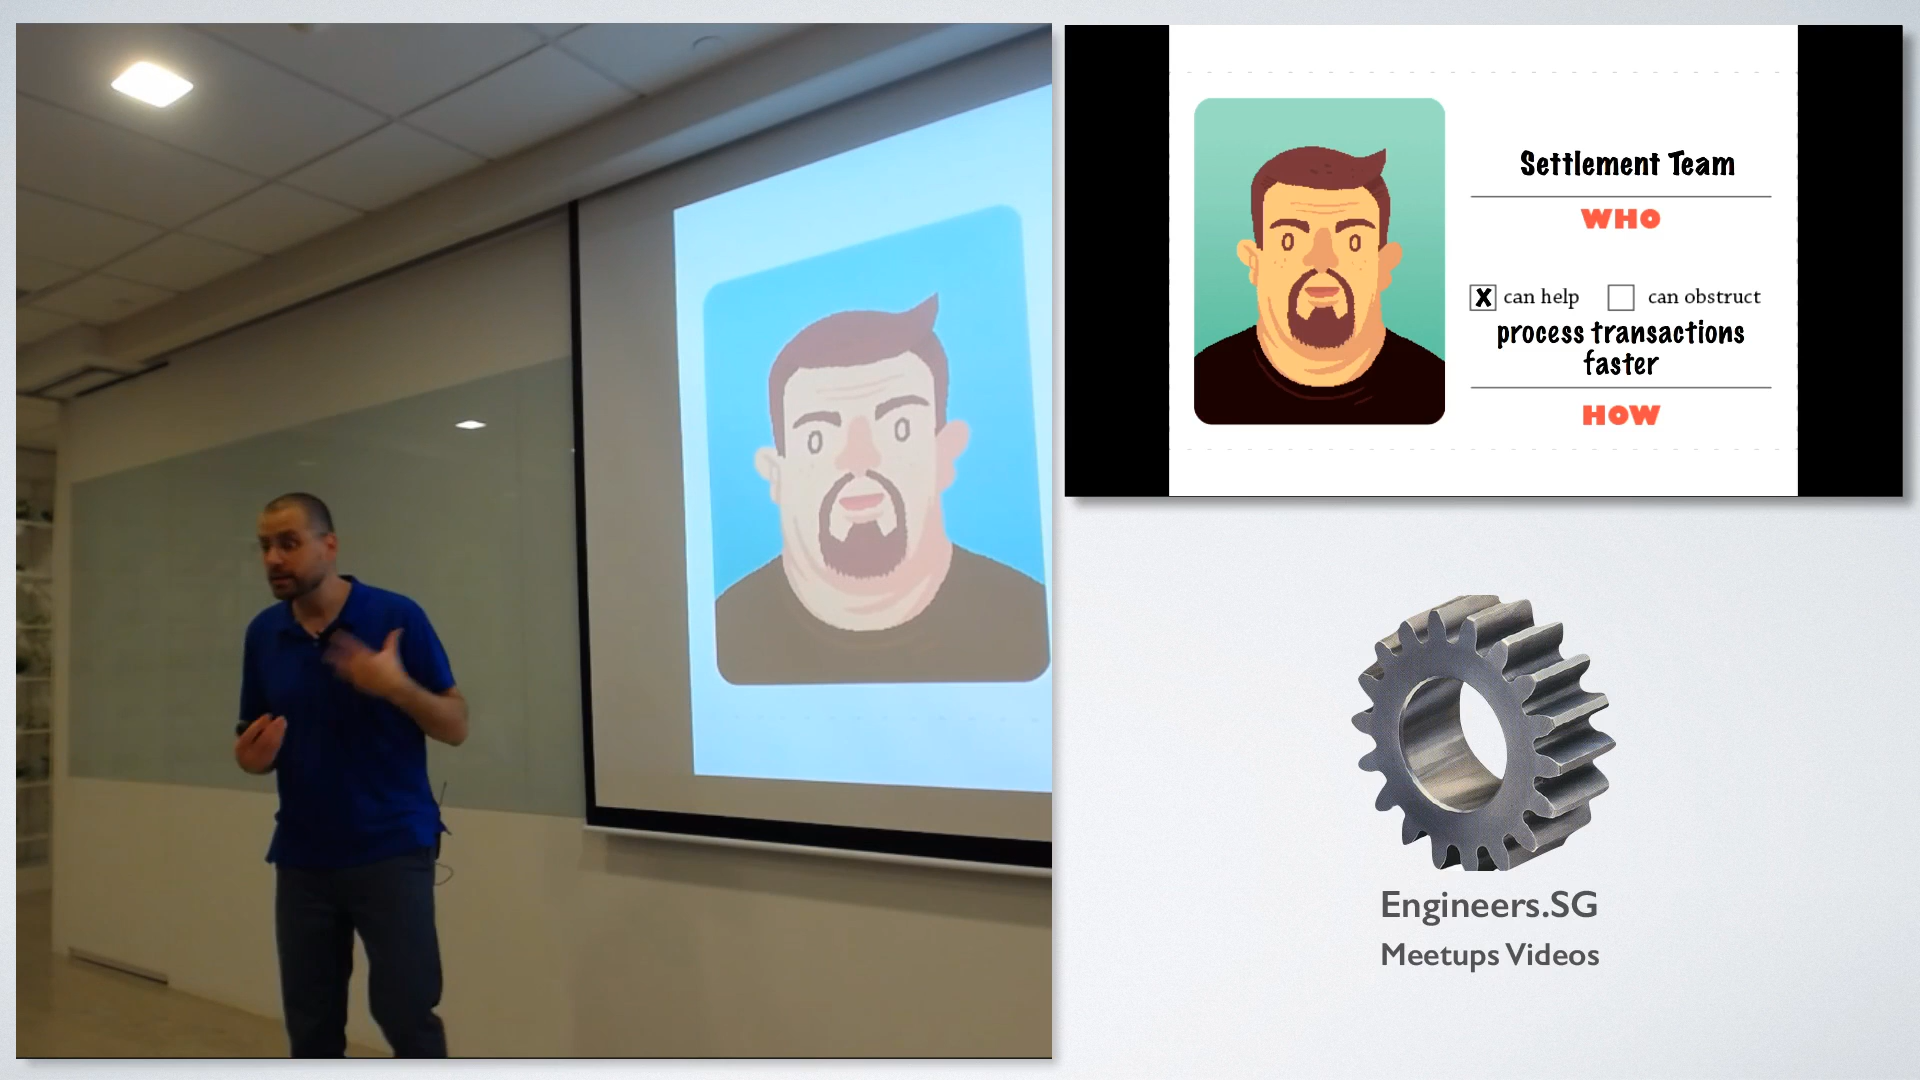 Settlement Team
WHO
X can help can obstruct
process transactions
faster
HOW
Engineers.SG
Meetups Videos